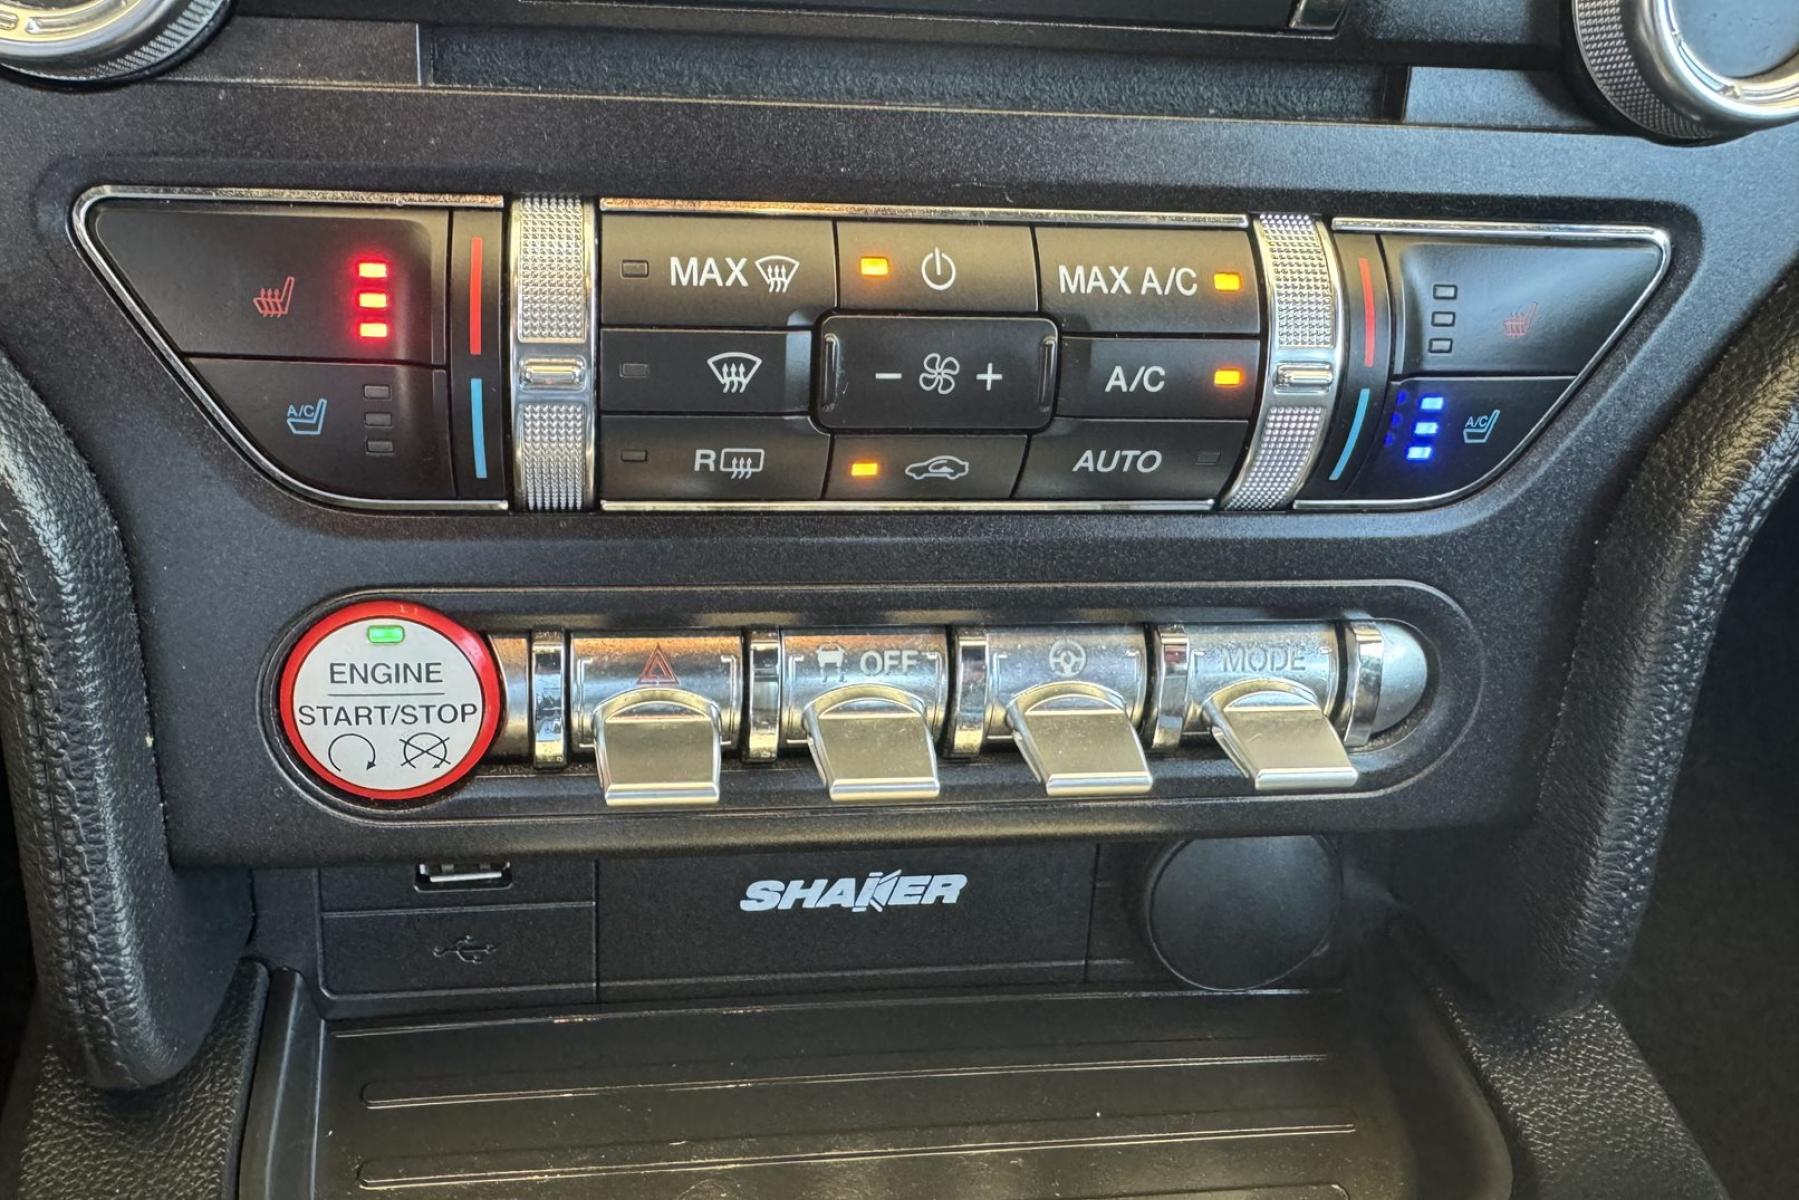 MAX
MAX A/C
A/C
R
AUTO
A/C
A/C
ENGINE
START/STOP
OFF
MODE
SHAKER